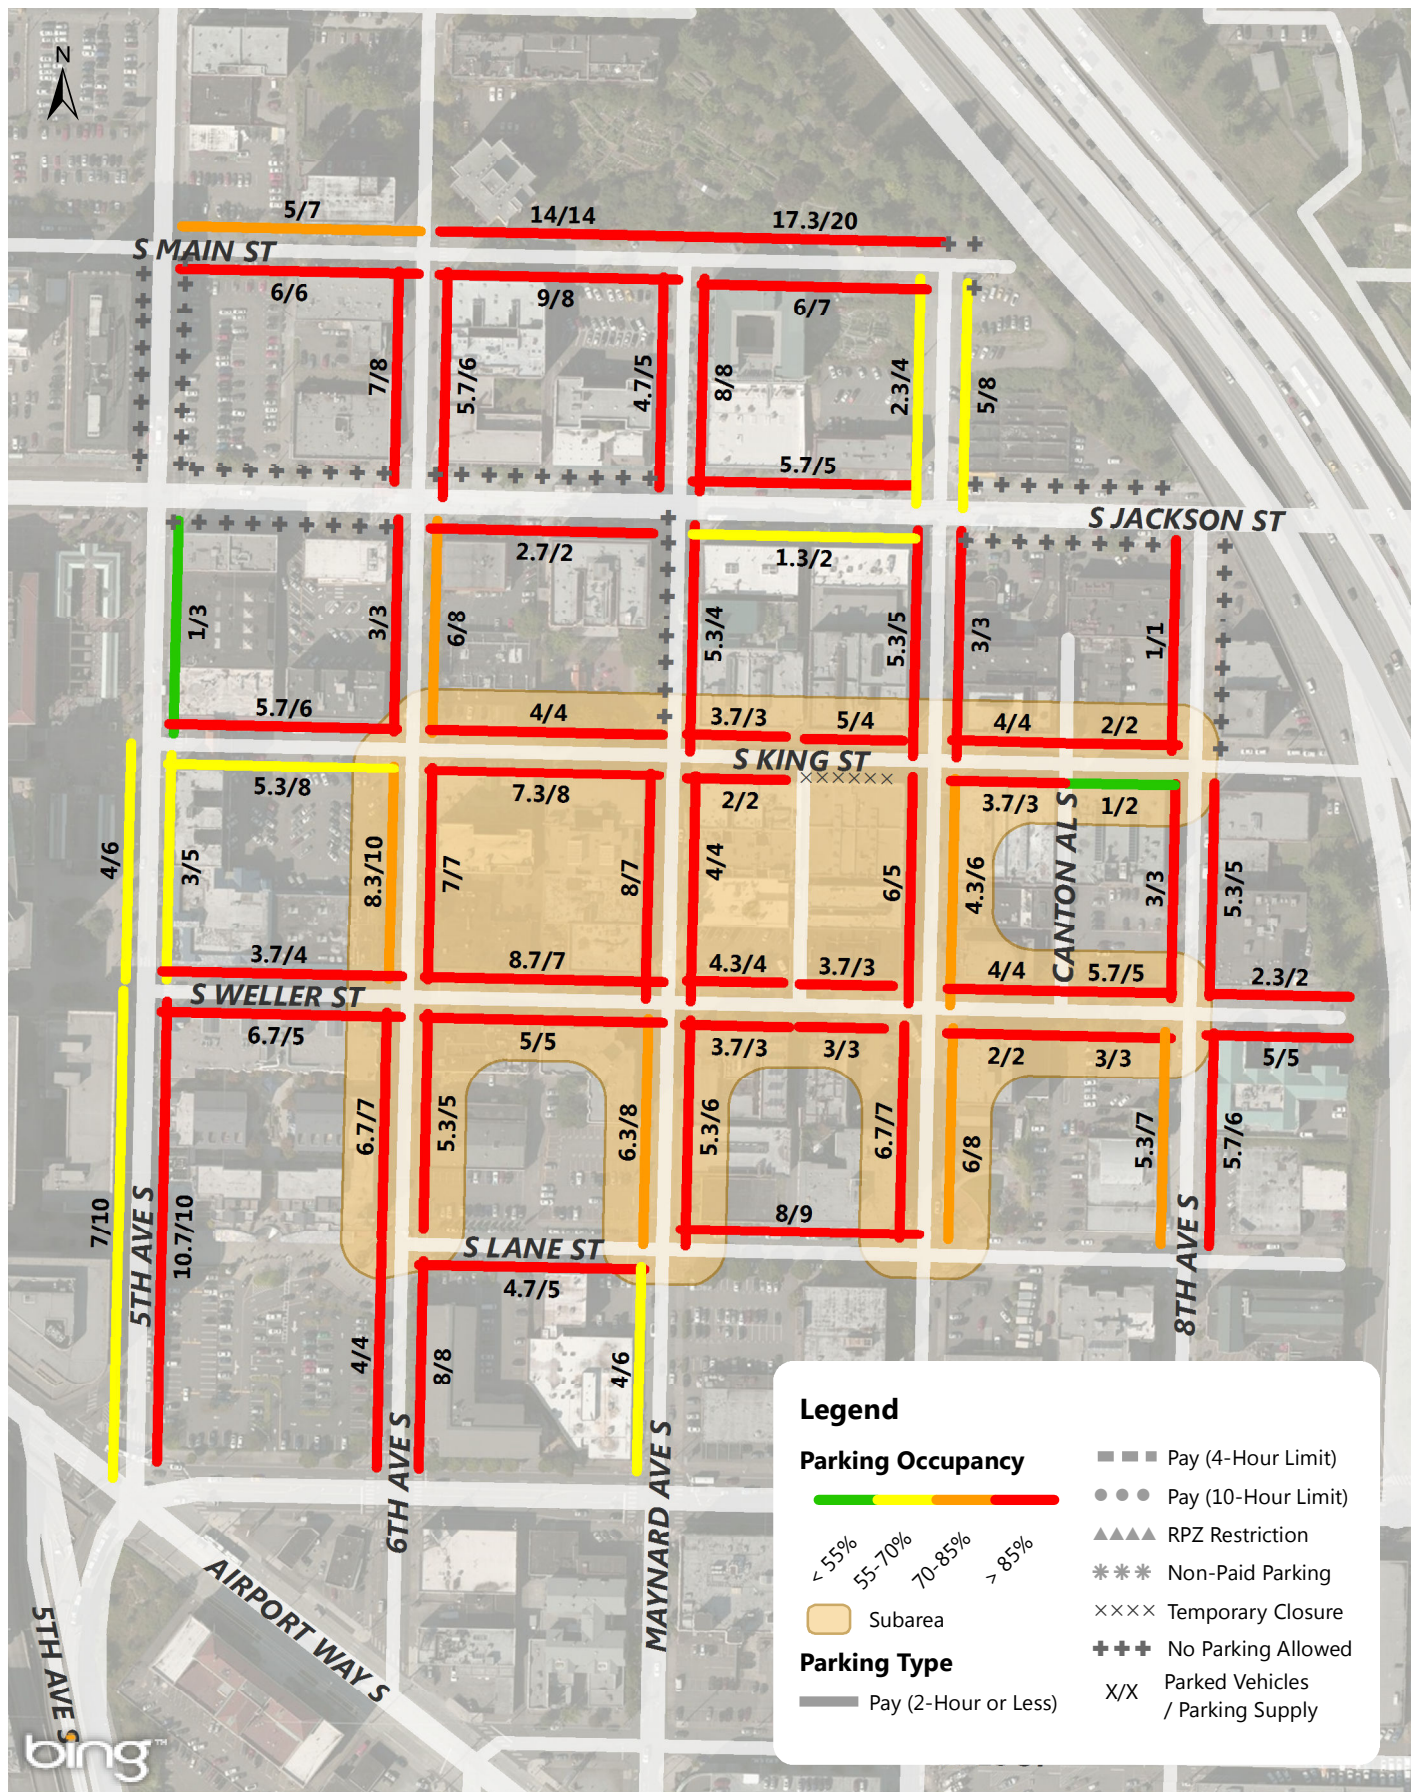 N
5/7
14/14
17.3/20
S MAIN ST
6/6
9/8
6/7
7/8
5.7/6
4.7/5
8/8
2.3/4
5/8
5.7/5
S JACKSON ST
2.7/2
1.3/2
1/3
3/3
6/8
5.3/4
5.3/5
3/3
1/1
5.7/6
4/4
3.7/3
5/4
4/4
2/2
S KING ST
5.3/8
7.3/8
2/2
3.7/3
1/2
4/6
3/5
8.3/10
7/7
8/7
4/4
6/5
4.3/6
CANTON AL S
3/3
5.3/5
3.7/4
8.7/7
4.3/4
3.7/3
4/4
5.7/5
2.3/2
S WELLER ST
6.7/5
5/5
3.7/3
3/3
2/2
3/3
5/5
6.7/7
5.3/5
6.3/8
5.3/6
6.7/7
6/8
5.3/7
5.7/6
7/10
5TH AVE S
10.7/10
8/9
S LANE ST
4.7/5
8TH AVE S
4/4
8/8
4/6
6TH AVE S
MAYNARD AVE S
AIRPORT WAY S
5TH AVE S
Legend
Parking Occupancy
< 55%
55-70%
70-85%
> 85%
Subarea
Parking Type
Pay (2-Hour or Less)
Pay (4-Hour Limit)
Pay (10-Hour Limit)
RPZ Restriction
Non-Paid Parking
Temporary Closure
No Parking Allowed
X/X Parked Vehicles
/ Parking Supply
bing™